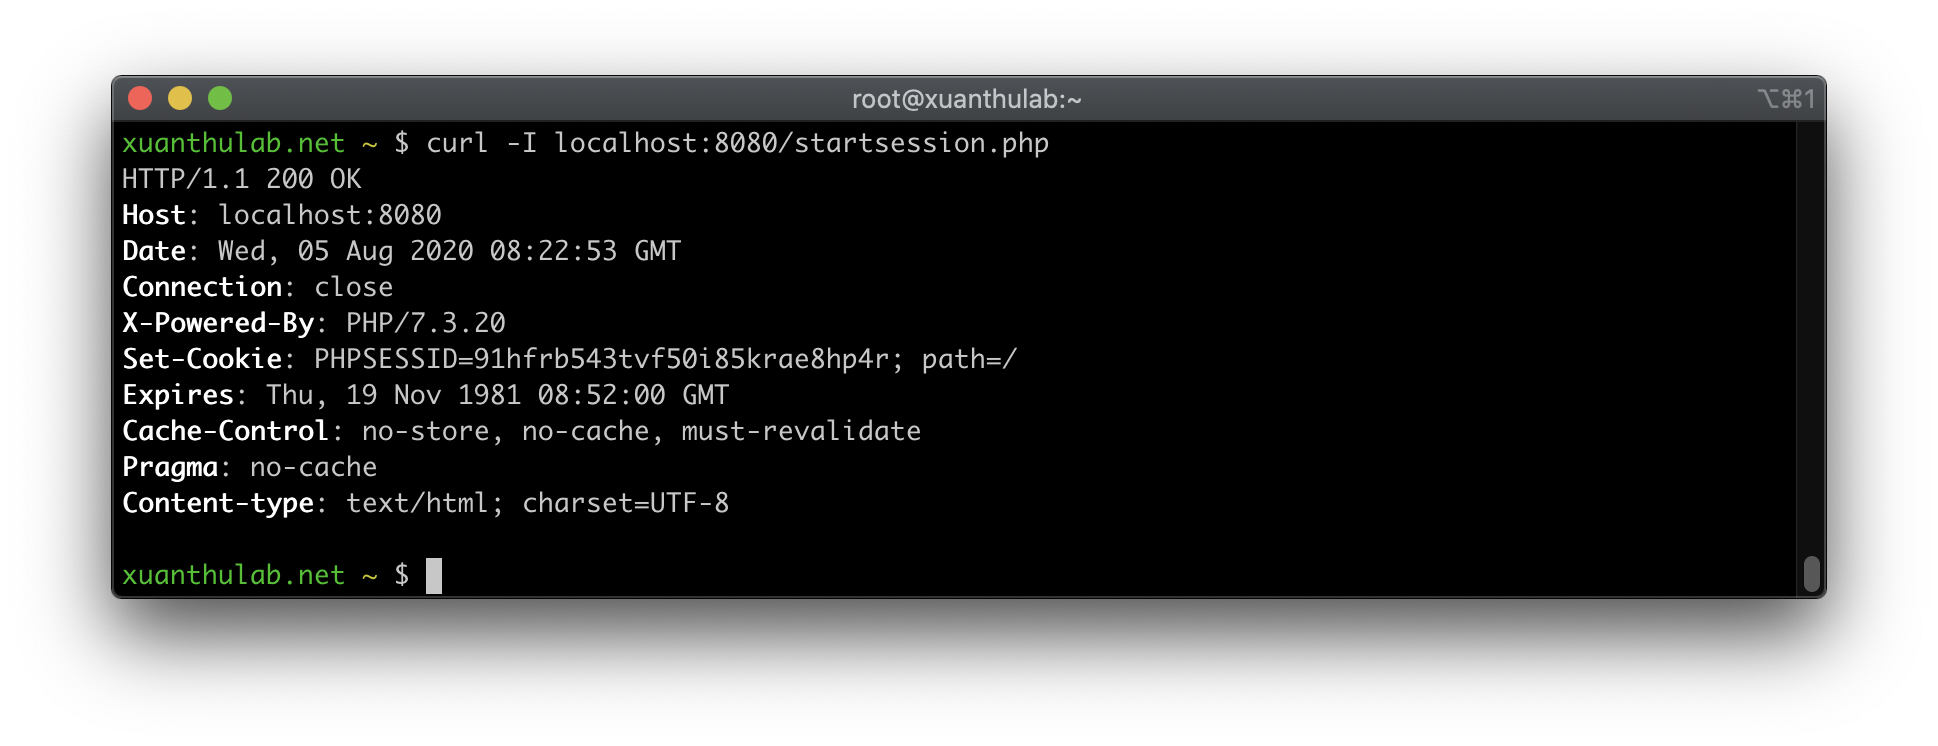 root@xuanthulab:~
⌥⌘1
xuanthulab.net ~ $ curl -I localhost:8080/startsession.php
HTTP/1.1 200 OK
Host: localhost:8080
Date: Wed, 05 Aug 2020 08:22:53 GMT
Connection: close
X-Powered-By: PHP/7.3.20
Set-Cookie: PHPSESSID=91hfrb543tvf50i85krae8hp4r; path=/
Expires: Thu, 19 Nov 1981 08:52:00 GMT
Cache-Control: no-store, no-cache, must-revalidate
Pragma: no-cache
Content-type: text/html; charset=UTF-8
xuanthulab.net ~ $